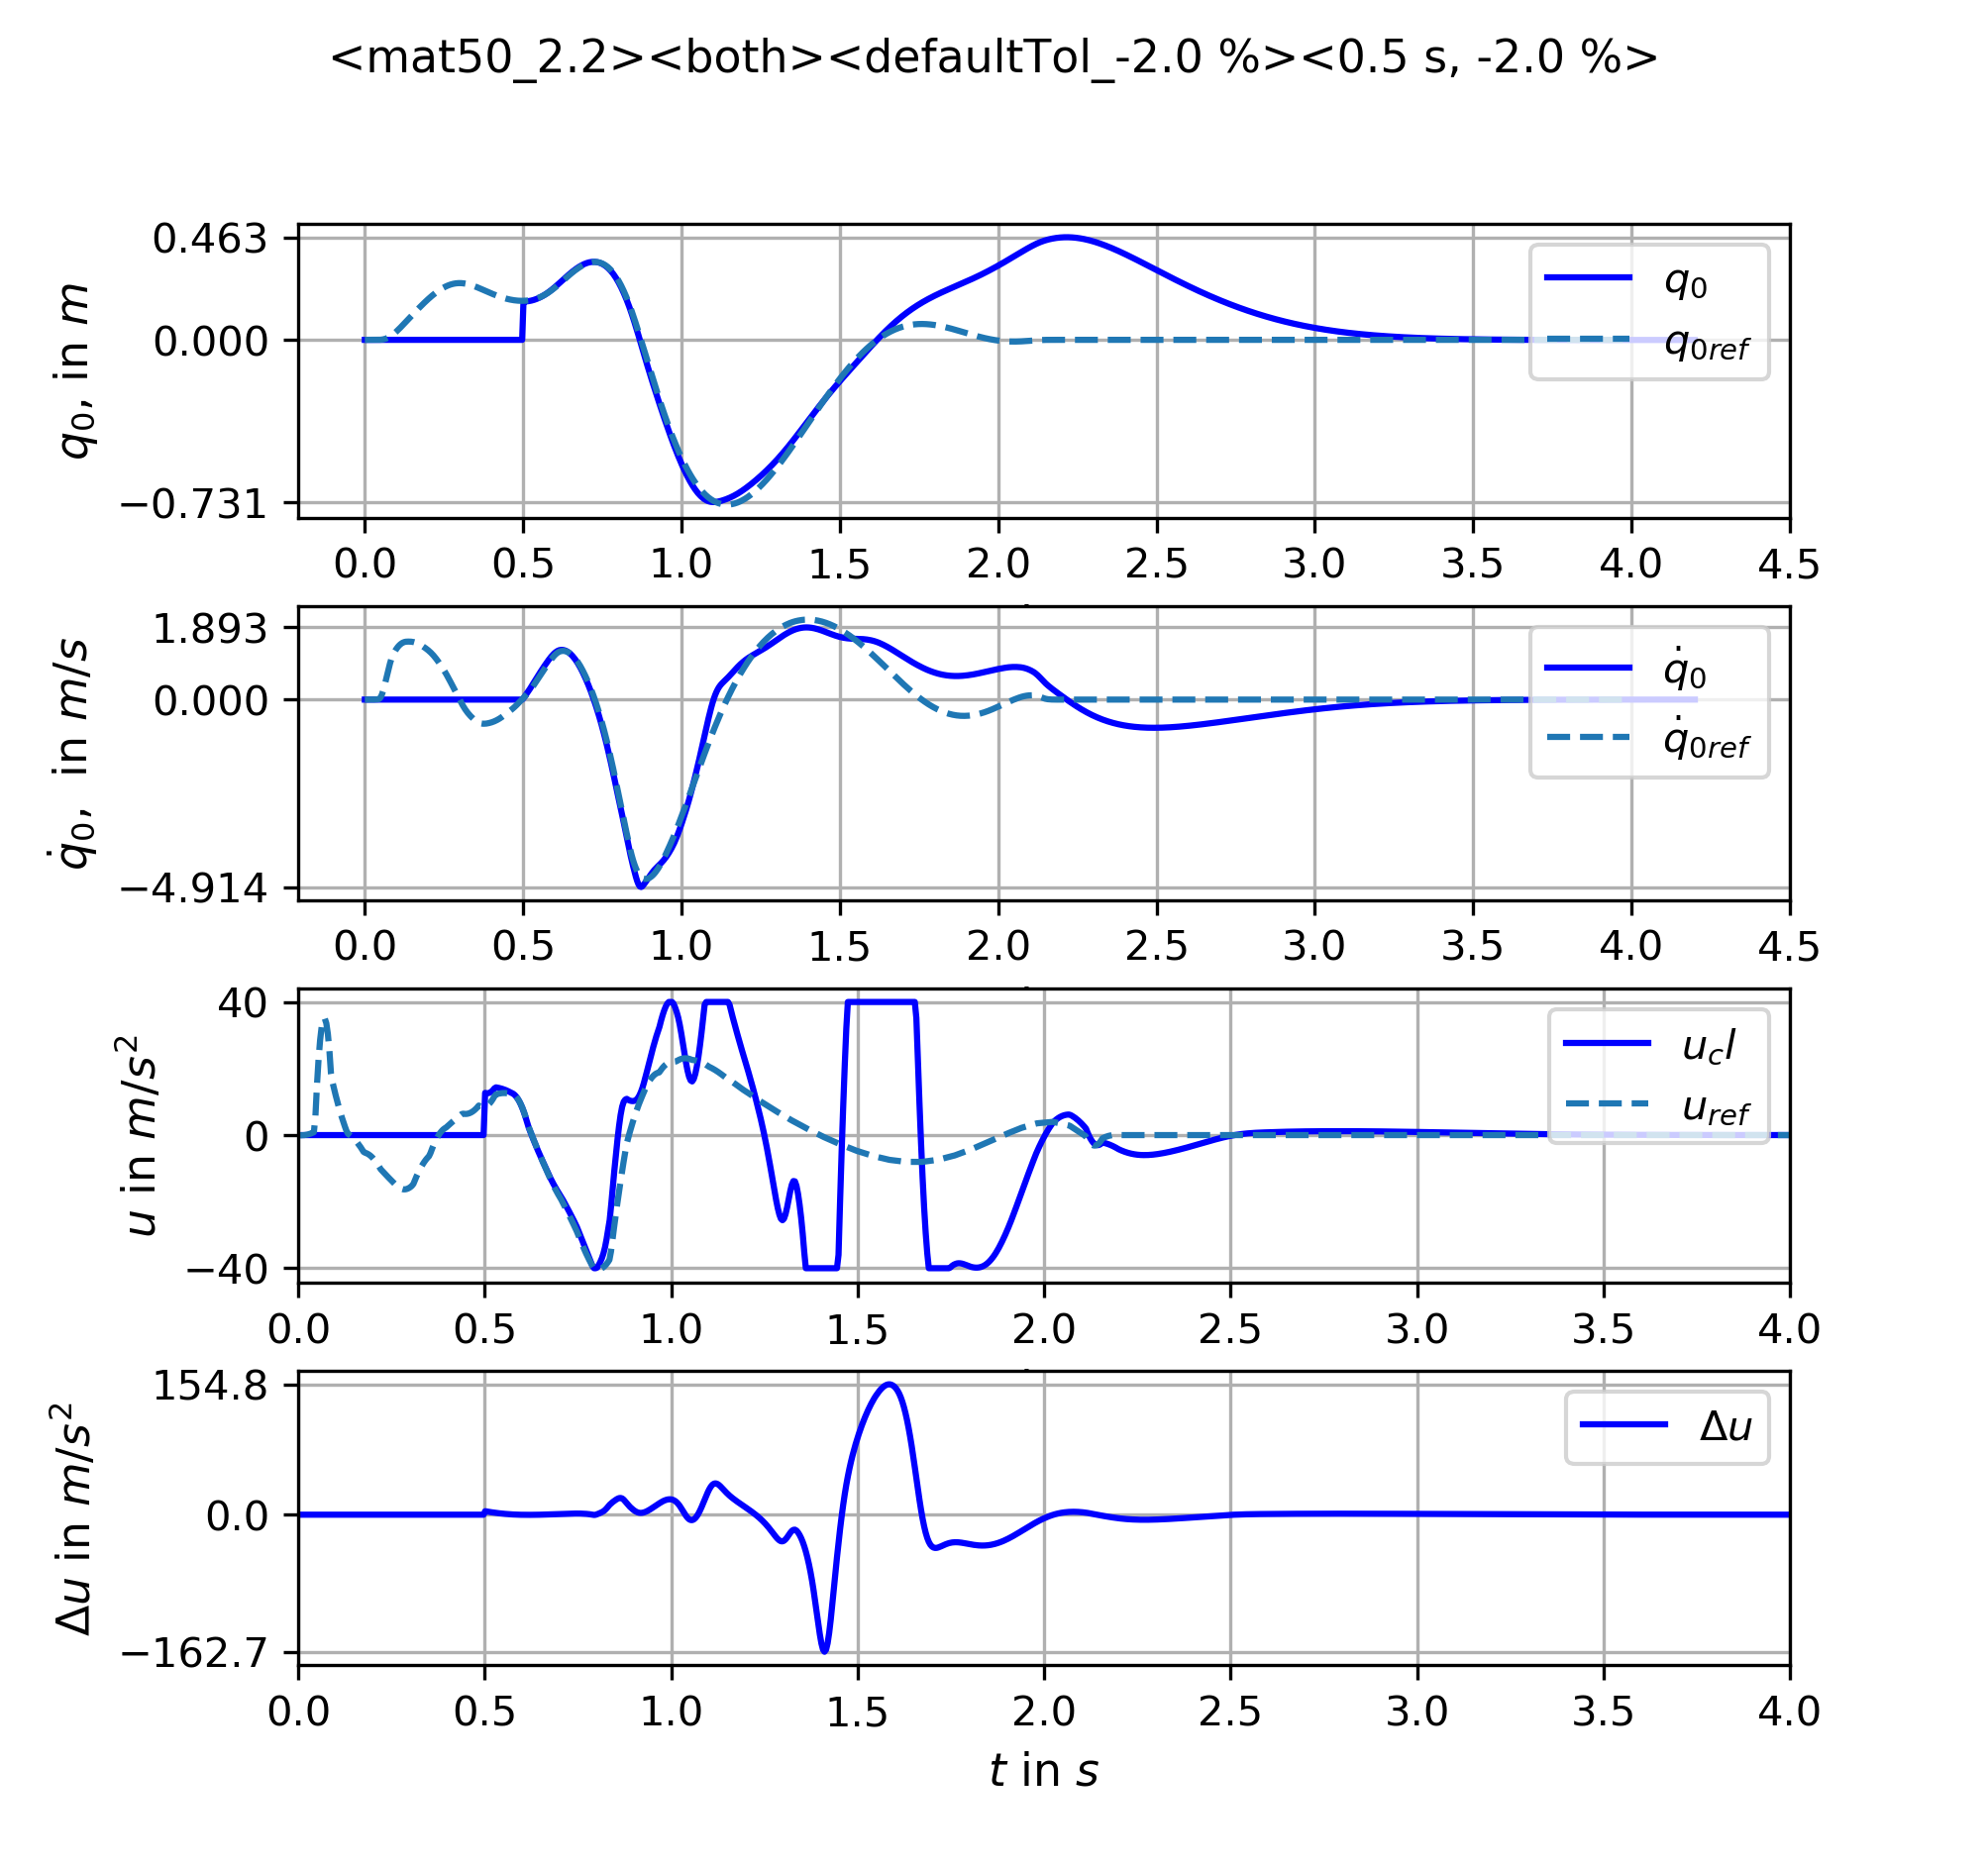 <mat50_2.2><both><defaultTol_-2.0 %><0.5 s, -2.0 %>
0.463
0.000
−0.731
q₀, in m
q₀
q₀ref
0.0 0.5 1.0 1.5 2.0 2.5 3.0 3.5 4.0 4.5
1.893
0.000
−4.914
q̇₀, in m/s
q̇₀
q̇₀ref
0.0 0.5 1.0 1.5 2.0 2.5 3.0 3.5 4.0 4.5
40
0
−40
u in m/s²
u_cl
u_ref
0.0 0.5 1.0 1.5 2.0 2.5 3.0 3.5 4.0
154.8
0.0
−162.7
Δu in m/s²
Δu
0.0 0.5 1.0 1.5 2.0 2.5 3.0 3.5 4.0
t in s